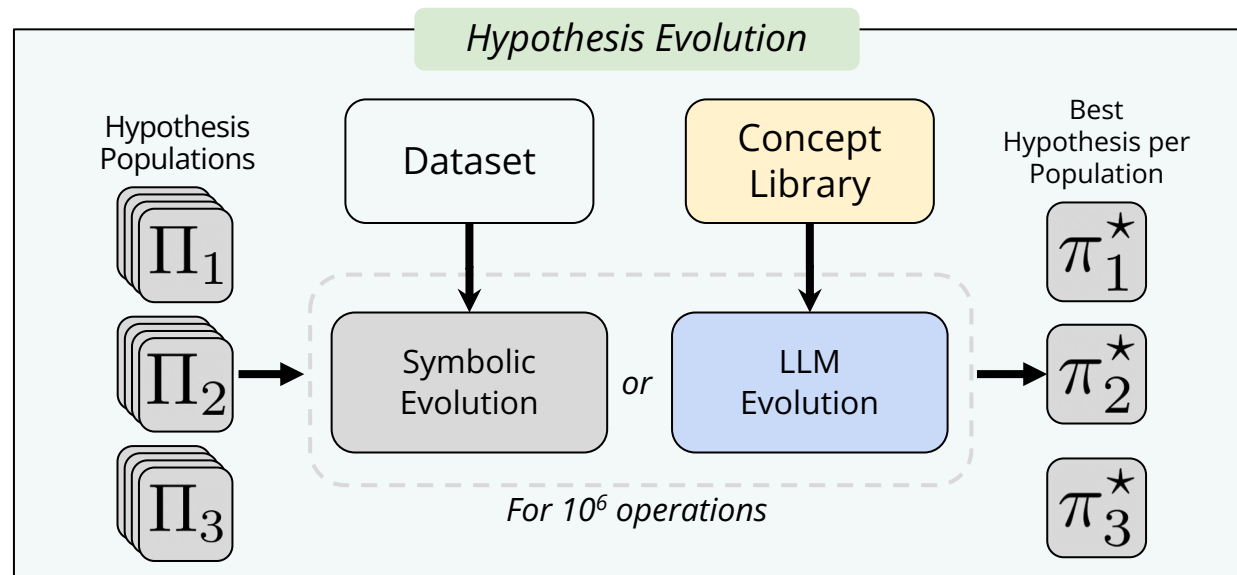 Hypothesis Evolution
Hypothesis
Populations
Π₁
Π₂
Π₃
Dataset
Concept
Library
Symbolic
Evolution
or
LLM
Evolution
For 10⁶ operations
Best
Hypothesis per
Population
π₁*
π₂*
π₃*